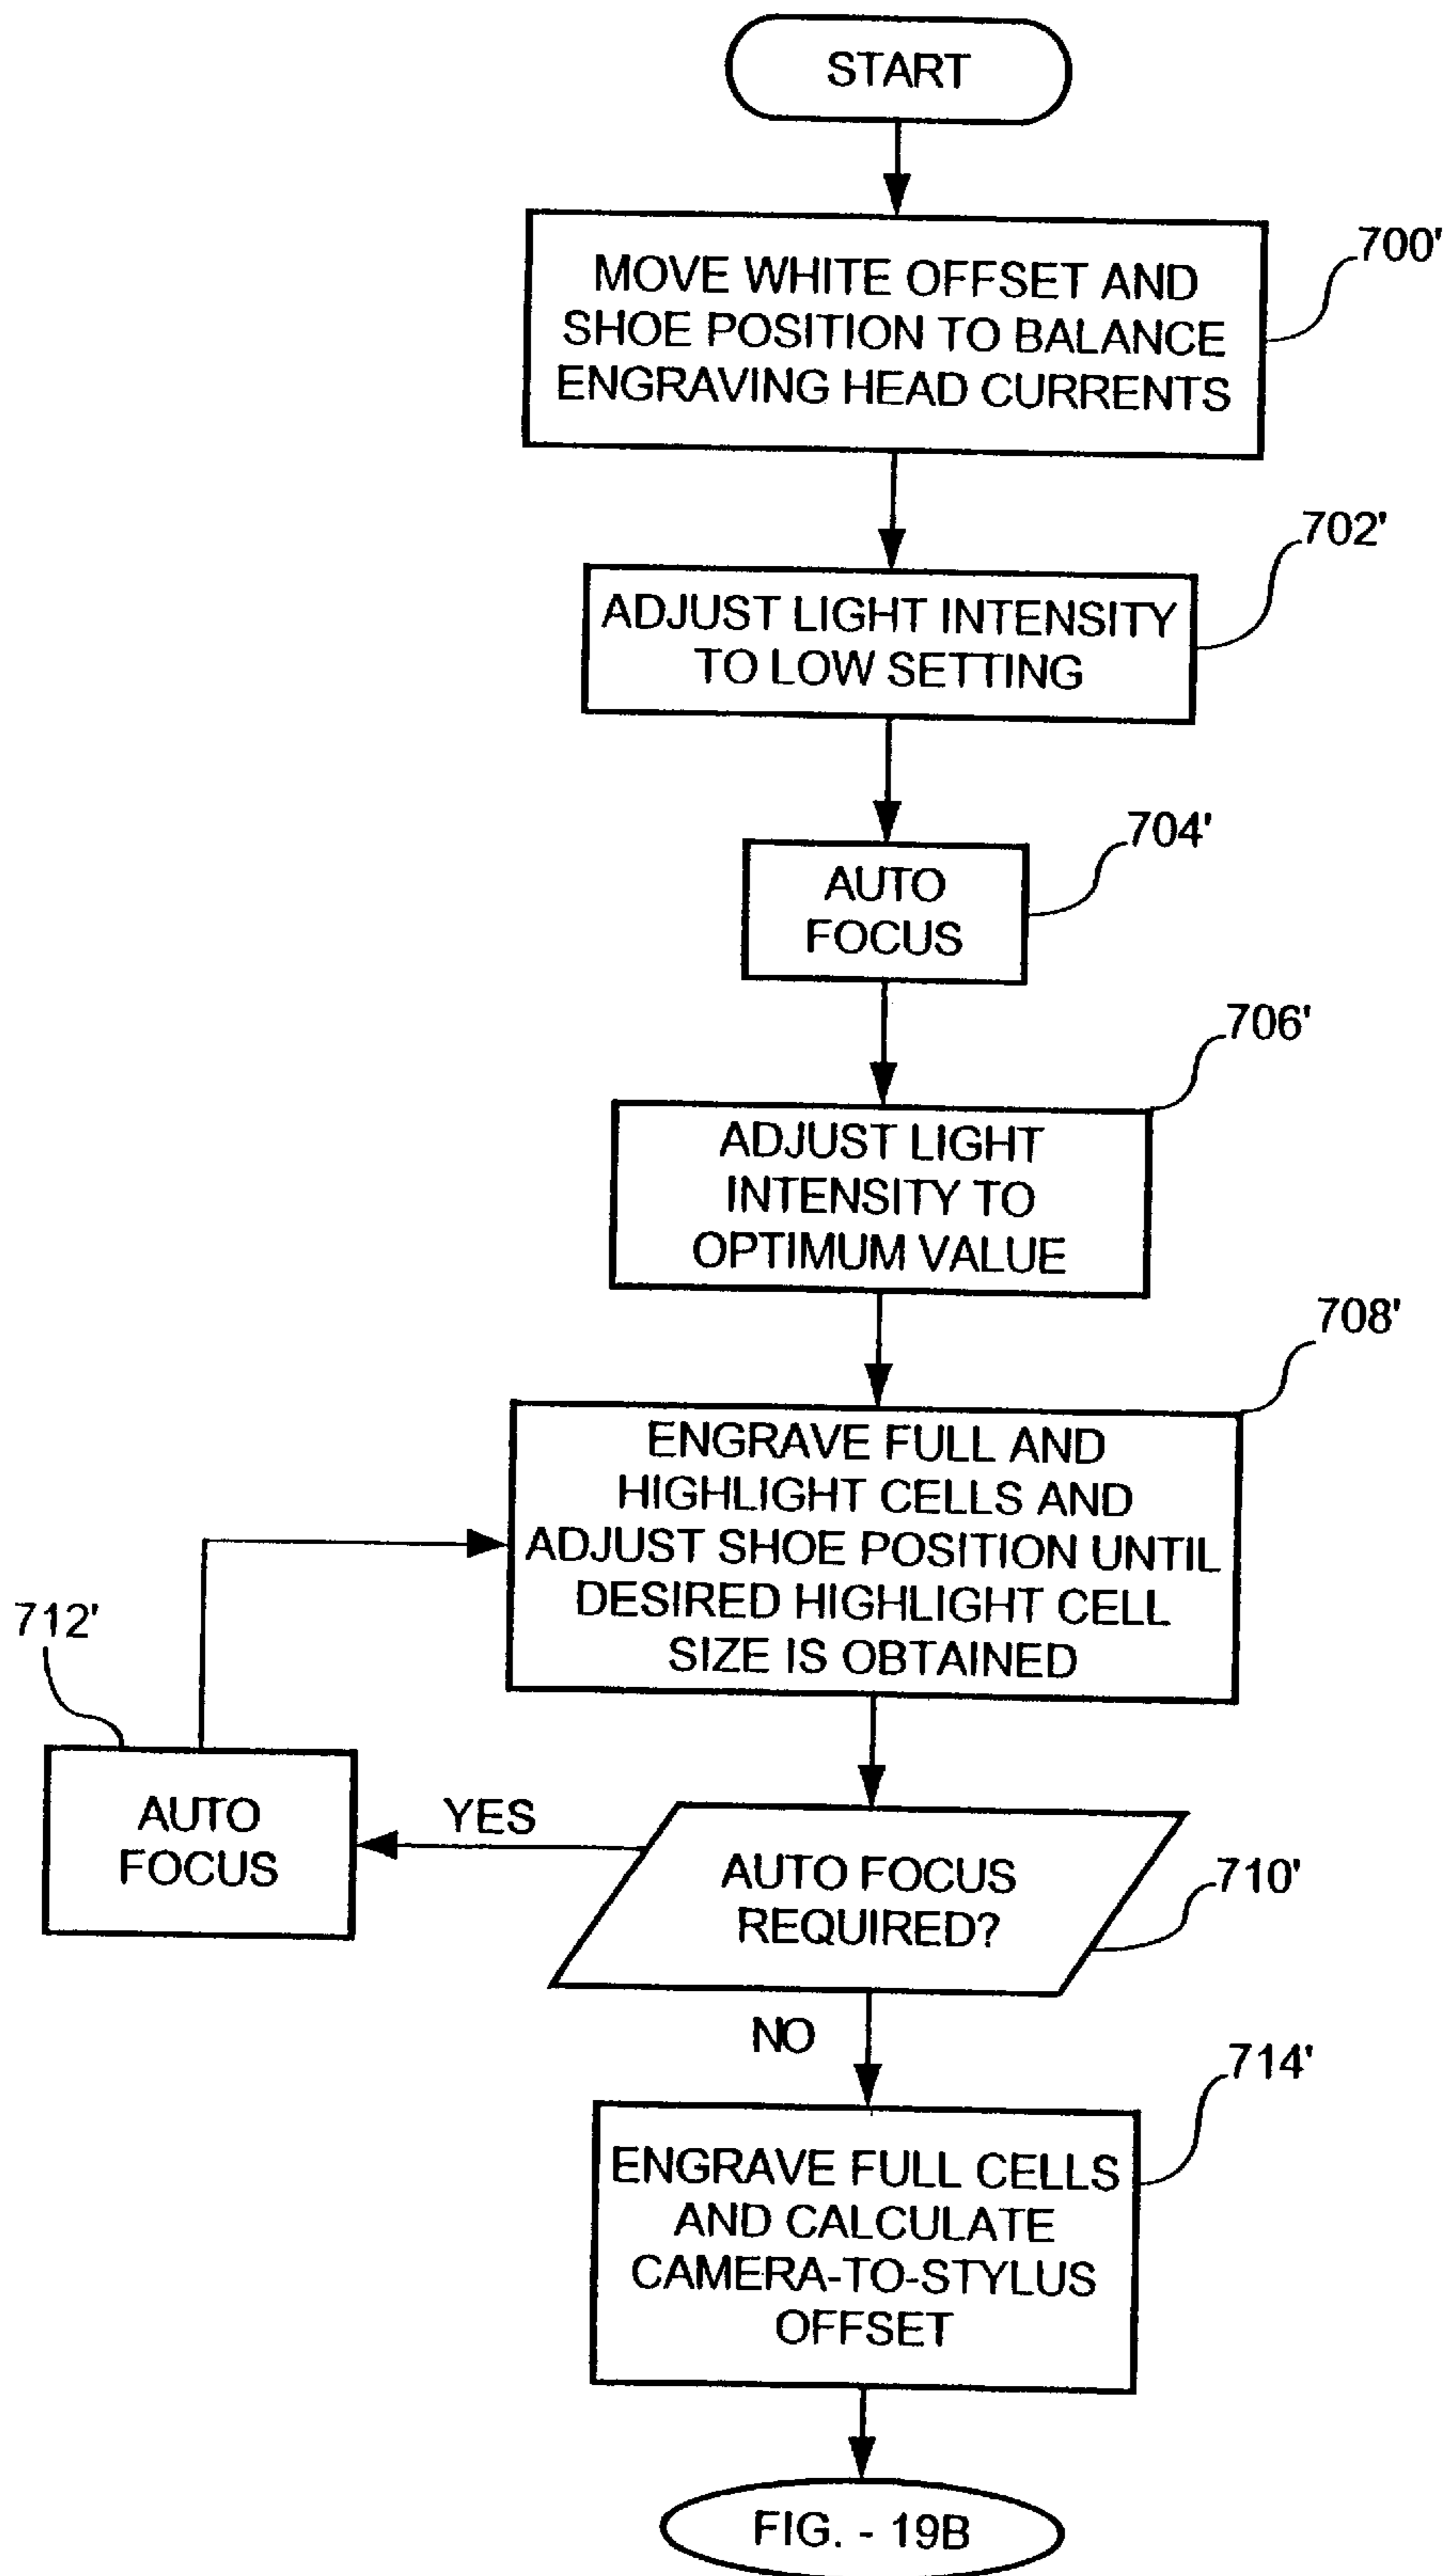 START
MOVE WHITE OFFSET AND
SHOE POSITION TO BALANCE
ENGRAVING HEAD CURRENTS
700'
ADJUST LIGHT INTENSITY
TO LOW SETTING
702'
AUTO
FOCUS
704'
ADJUST LIGHT
INTENSITY TO
OPTIMUM VALUE
706'
ENGRAVE FULL AND
HIGHLIGHT CELLS AND
ADJUST SHOE POSITION UNTIL
DESIRED HIGHLIGHT CELL
SIZE IS OBTAINED
708'
712'
AUTO
FOCUS
YES
AUTO FOCUS
REQUIRED?
710'
NO
ENGRAVE FULL CELLS
AND CALCULATE
CAMERA-TO-STYLUS
OFFSET
714'
FIG. - 19B